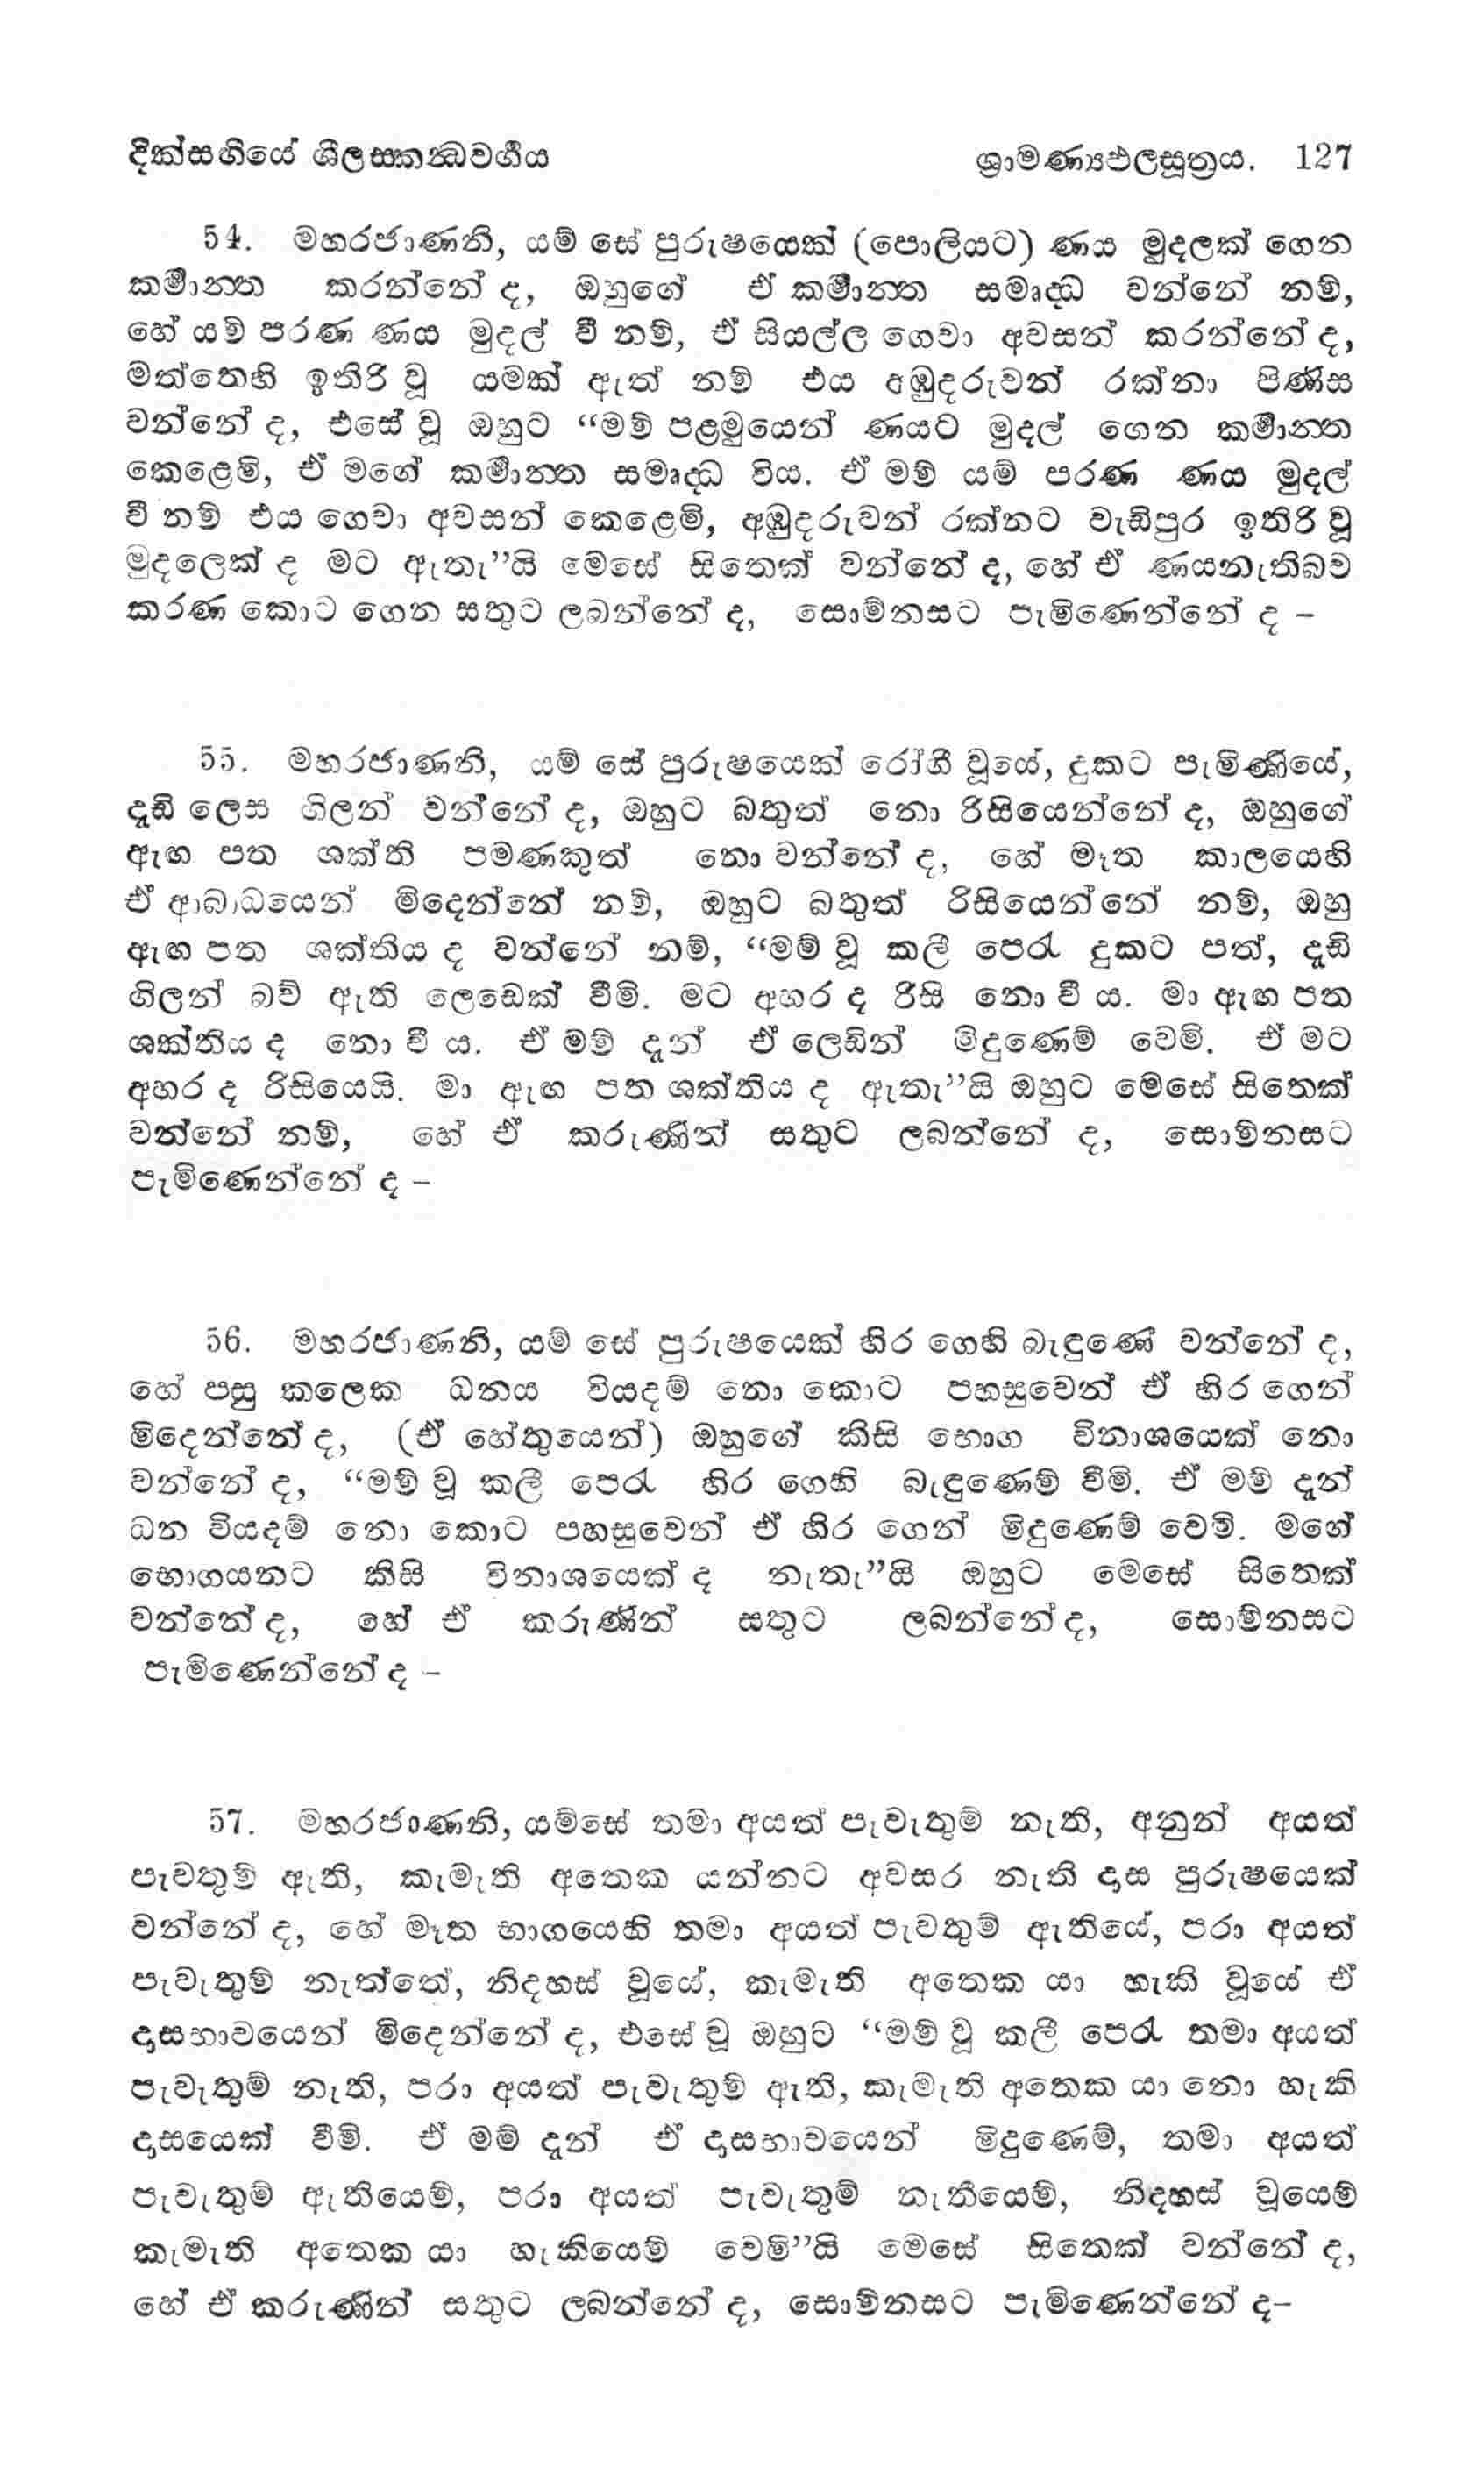 දික්සඟියේ ශීලස්කන්ධවර්ගය ශ්‍රාමණ්‍යඵලසූත්‍රය. 127
54. මහරජාණනි, යම් සේ පුරුෂයෙක් (පොලියට) ණය මුදලක් ගෙන
කර්මාන්ත කරන්නේ ද, ඔහුගේ ඒ කර්මාන්ත සමෘද්ධ වන්නේ නම්,
හේ යම් පරණ ණය මුදල් වී නම්, ඒ සියල්ල ගෙවා අවසන් කරන්නේ ද,
මත්තෙහි ඉතිරි වූ යමක් ඇත් නම් එය අඹුදරුවන් රක්නා පිණිස
වන්නේ ද, එසේ වූ ඔහුට “මම් පළමුයෙන් ණයට මුදල් ගෙන කර්මාන්ත
කෙළෙමි, ඒ මගේ කර්මාන්ත සමෘද්ධ විය. ඒ මම් යම් පරණ ණය මුදල්
වී නම් එය ගෙවා අවසන් කෙළෙමි, අඹුදරුවන් රක්නට වැඩිපුර ඉතිරි වූ
මුදලෙක් ද මට ඇතැ”යි මෙසේ සිතෙක් වන්නේ ද, හේ ඒ ණයනැතිබව
කරණ කොට ගෙන සතුට ලබන්නේ ද, සොම්නසට පැමිණෙන්නේ ද –
55. මහරජාණනි, යම් සේ පුරුෂයෙක් රෝගී වූයේ, දුකට පැමිණියේ,
දැඩි ලෙස ගිලන් වන්නේ ද, ඔහුට බතුත් නො රිසියෙන්නේ ද, ඔහුගේ
ඇඟ පත ශක්ති පමණකුත් නො වන්නේ ද, හේ මෑත කාලයෙහි
ඒ ආබාධයෙන් මිදෙන්නේ නම්, ඔහුට බතුත් රිසියෙන්නේ නම්, ඔහු
ඇඟ පත ශක්තිය ද වන්නේ නම්, “මම් වූ කලී පෙරැ දුකට පත්, දැඩි
ගිලන් බව් ඇති ලෙඩෙක් වීමි. මට අහර ද රිසි නො වී ය. මා ඇඟ පත
ශක්තිය ද නො වී ය. ඒ මම් දැන් ඒ ලෙඩින් මිදුණෙම් වෙමි. ඒ මට
අහර ද රිසියෙයි. මා ඇඟ පත ශක්තිය ද ඇතැ”යි ඔහුට මෙසේ සිතෙක්
වන්නේ නම්, හේ ඒ කරුණින් සතුට ලබන්නේ ද, සොම්නසට
පැමිණෙන්නේ ද –
56. මහරජාණනි, යම් සේ පුරුෂයෙක් හිර ගෙහි බැඳුණේ වන්නේ ද,
හේ පසු කලෙක ධනය වියදම් නො කොට පහසුවෙන් ඒ හිර ගෙන්
මිදෙන්නේ ද, (ඒ හේතුයෙන්) ඔහුගේ කිසි භොග විනාශයෙක් නො
වන්නේ ද, “මම් වූ කලී පෙරැ හිර ගෙහි බැඳුණෙම් වීමි. ඒ මම් දැන්
ධන වියදම් නො කොට පහසුවෙන් ඒ හිර ගෙන් මිදුණෙම් වෙමි. මගේ
භොගයනට කිසි විනාශයෙක් ද නැතැ”යි ඔහුට මෙසේ සිතෙක්
වන්නේ ද, හේ ඒ කරුණින් සතුට ලබන්නේ ද, සොම්නසට
පැමිණෙන්නේ ද –
57. මහරජාණනි, යම්සේ තමා අයත් පැවැතුම් නැති, අනුන් අයත්
පැවතුම් ඇති, කැමැති අතෙක යන්නට අවසර නැති දාස පුරුෂයෙක්
වන්නේ ද, හේ මෑත භාගයෙහි තමා අයත් පැවතුම් ඇතියේ, පරා අයත්
පැවැතුම් නැත්තේ, නිදහස් වූයේ, කැමැති අතෙක යා හැකි වූයේ ඒ
දාසභාවයෙන් මිදෙන්නේ ද, එසේ වූ ඔහුට “මම් වූ කලී පෙරැ තමා අයත්
පැවැතුම් නැති, පරා අයත් පැවැතුම් ඇති, කැමැති අතෙක යා නො හැකි
දාසයෙක් වීමි. ඒ මම් දැන් ඒ දාසභාවයෙන් මිදුණෙම්, තමා අයත්
පැවැතුම් ඇතියෙම්, පරා අයත් පැවැතුම් නැතියෙම්, නිදහස් වූයෙම්
කැමැති අතෙක යා හැකියෙම් වෙමි”යි මෙසේ සිතෙක් වන්නේ ද,
හේ ඒ කරුණින් සතුට ලබන්නේ ද, සොම්නසට පැමිණෙන්නේ ද–